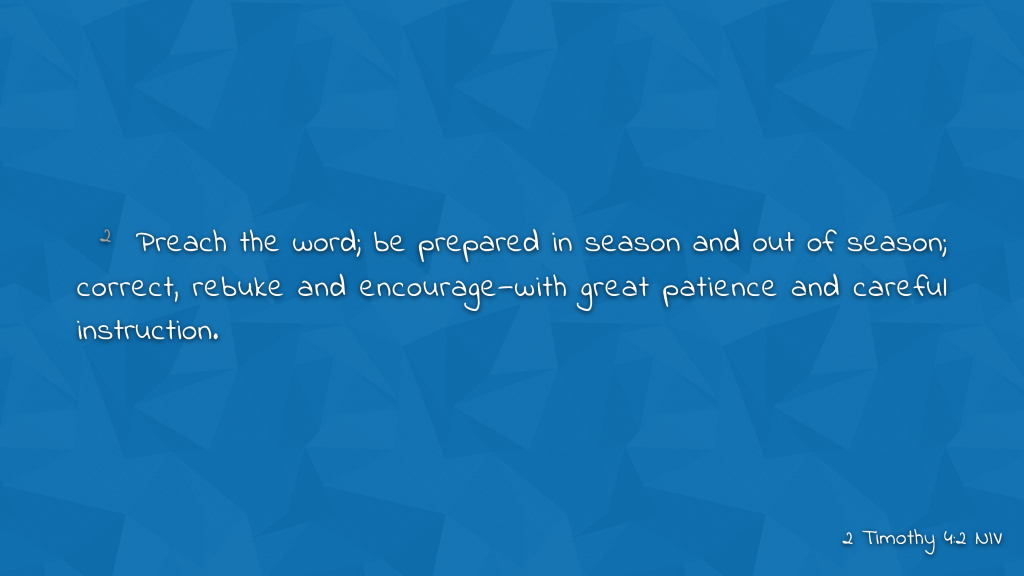 2 Preach the word; be prepared in season and out of season;
correct, rebuke and encourage–with great patience and careful
instruction.
2 Timothy 4:2 NIV